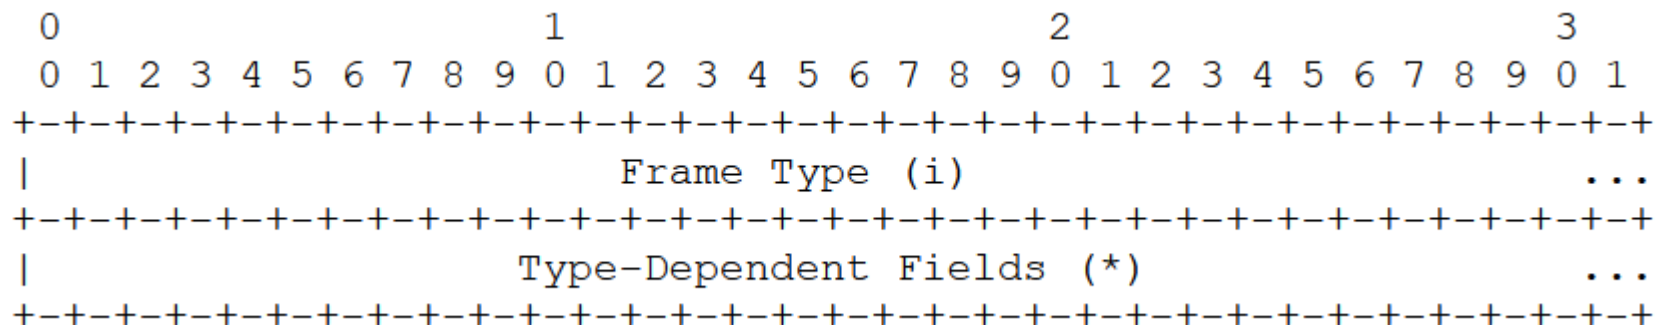 0                   1                   2                   3
 0 1 2 3 4 5 6 7 8 9 0 1 2 3 4 5 6 7 8 9 0 1 2 3 4 5 6 7 8 9 0 1
+-+-+-+-+-+-+-+-+-+-+-+-+-+-+-+-+-+-+-+-+-+-+-+-+-+-+-+-+-+-+-+-+
|                       Frame Type (i)                        ...
+-+-+-+-+-+-+-+-+-+-+-+-+-+-+-+-+-+-+-+-+-+-+-+-+-+-+-+-+-+-+-+-+
|                   Type-Dependent Fields (*)                 ...
+-+-+-+-+-+-+-+-+-+-+-+-+-+-+-+-+-+-+-+-+-+-+-+-+-+-+-+-+-+-+-+-+